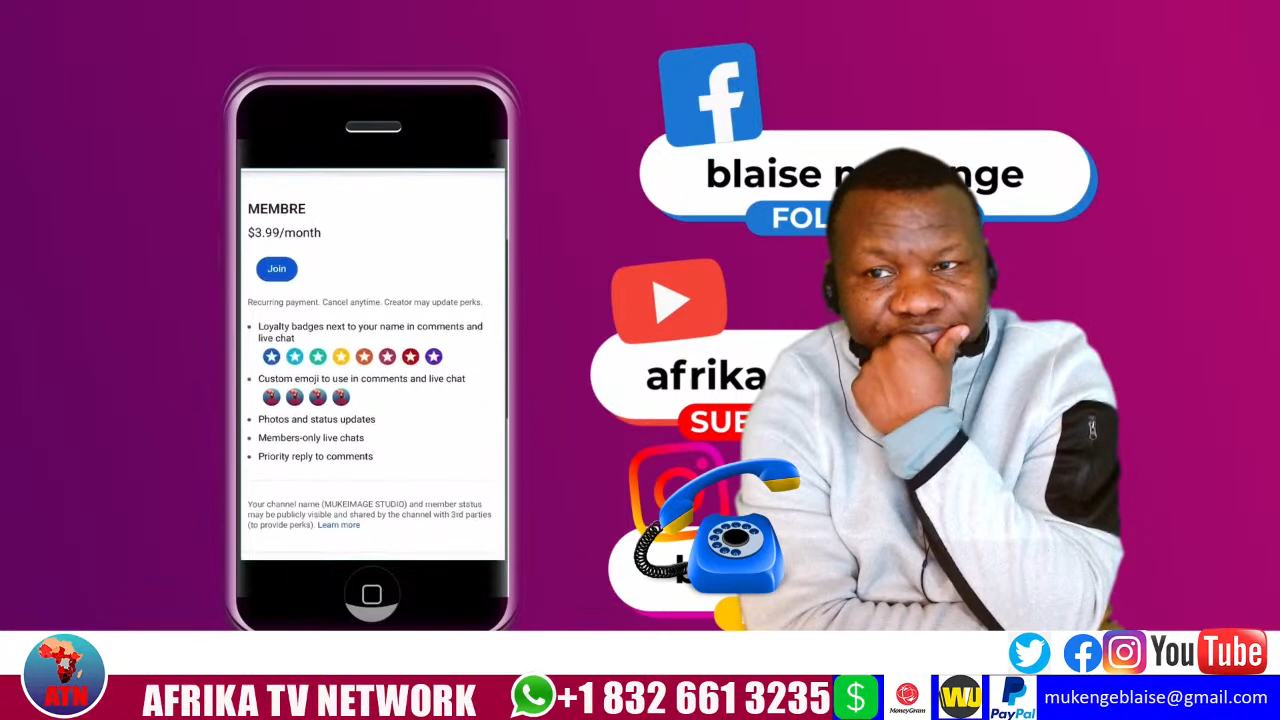 MEMBRE
$3.99/month
Join
Recurring payment. Cancel anytime. Creator may update perks.
Loyalty badges next to your name in comments and
live chat
Custom emoji to use in comments and live chat
Photos and status updates
Members-only live chats
Priority reply to comments
Your channel name (MUKEIMAGE STUDIO) and member status
may be publicly visible and shared by the channel with 3rd parties
(to provide perks). Learn more
blaise
afrika
ATN
AFRIKA TV NETWORK
+1 832 661 3235
$
MoneyGram
WU
PayPal
You Tube
mukengeblaise@gmail.com